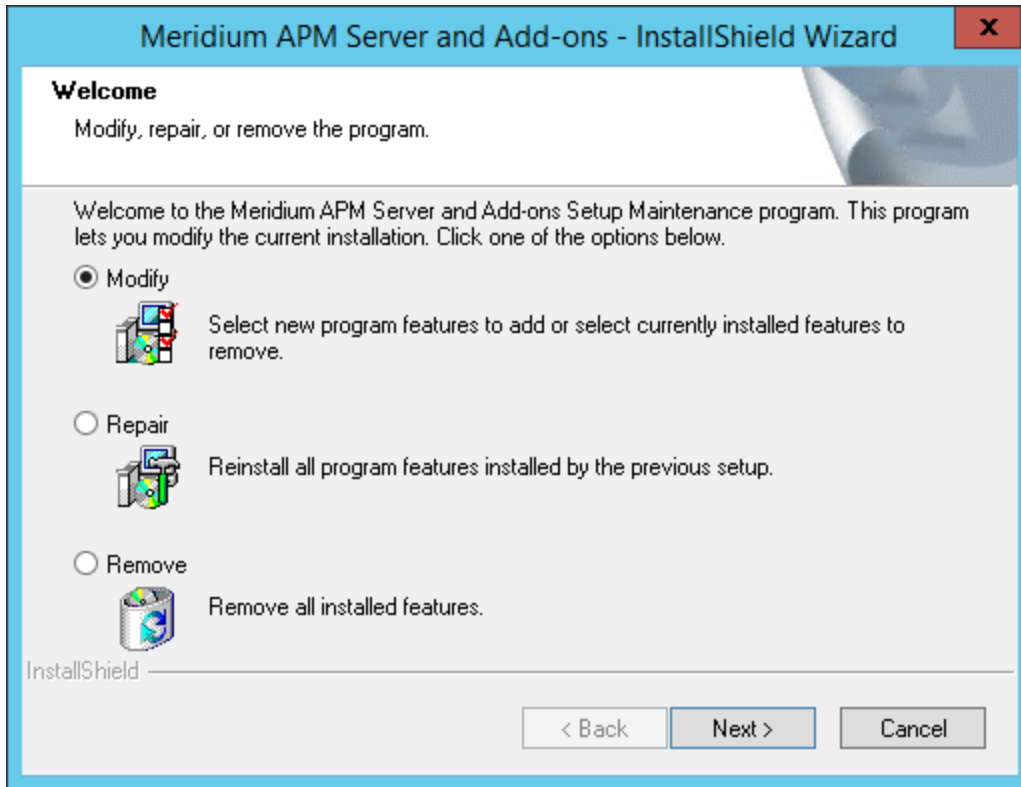 Meridium APM Server and Add-ons - InstallShield Wizard
x
Welcome
Modify, repair, or remove the program.
Welcome to the Meridium APM Server and Add-ons Setup Maintenance program. This program
lets you modify the current installation. Click one of the options below.
Modify
Select new program features to add or select currently installed features to
remove.
Repair
Reinstall all program features installed by the previous setup.
Remove
Remove all installed features.
InstallShield
< Back
Next >
Cancel